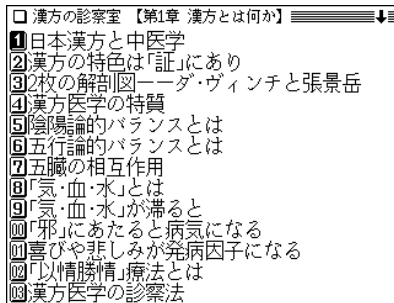 漢方の診察室 【第1章 漢方とは何か】
1日本漢方と中医学
2漢方の特色は「証」にあり
32枚の解剖図ーーダ・ヴィンチと張景岳
4漢方医学の特質
5陰陽論的バランスとは
6五行論的バランスとは
7五臓の相互作用
8「気・血・水」とは
9「気・血・水」が滞ると
00「邪」にあたると病気になる
01喜びや悲しみが発病因子になる
02「以情勝情」療法とは
03漢方医学の診察法